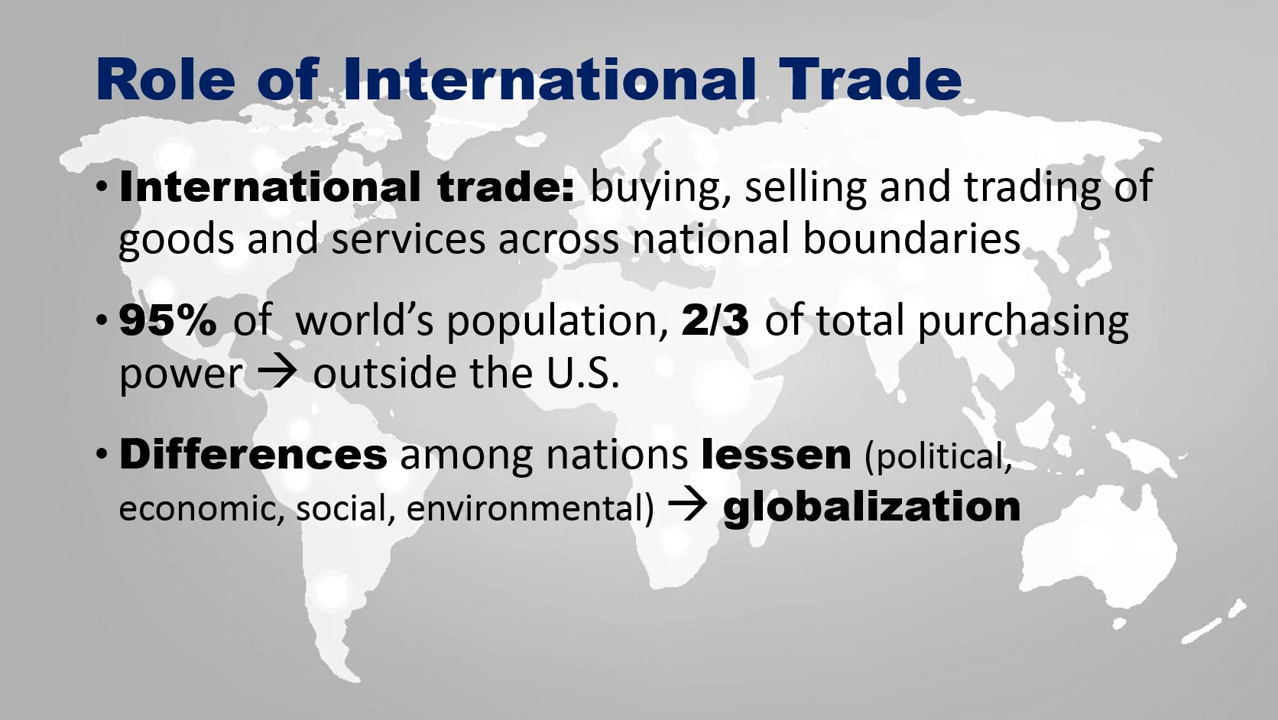 Role of International Trade
• International trade: buying, selling and trading of
goods and services across national boundaries
• 95% of world’s population, 2/3 of total purchasing
power → outside the U.S.
• Differences among nations lessen (political,
economic, social, environmental) → globalization